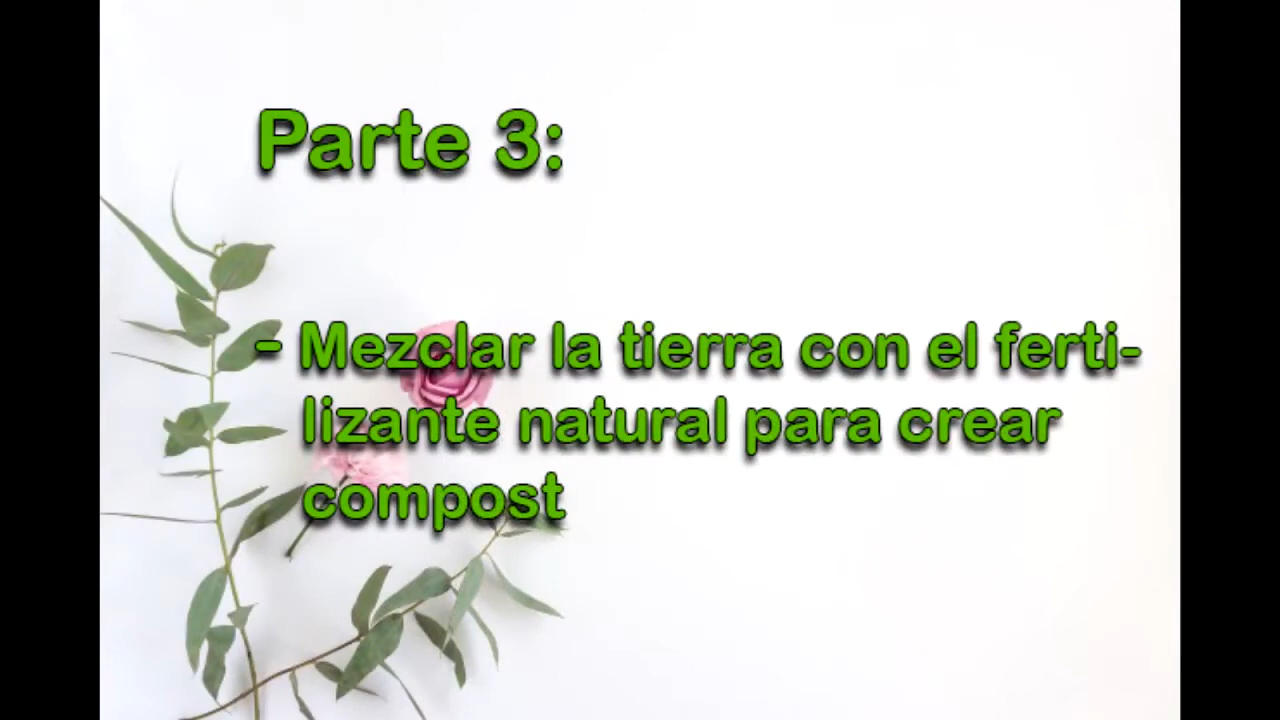 Parte 3:
- Mezclar la tierra con el ferti-
lizante natural para crear
compost